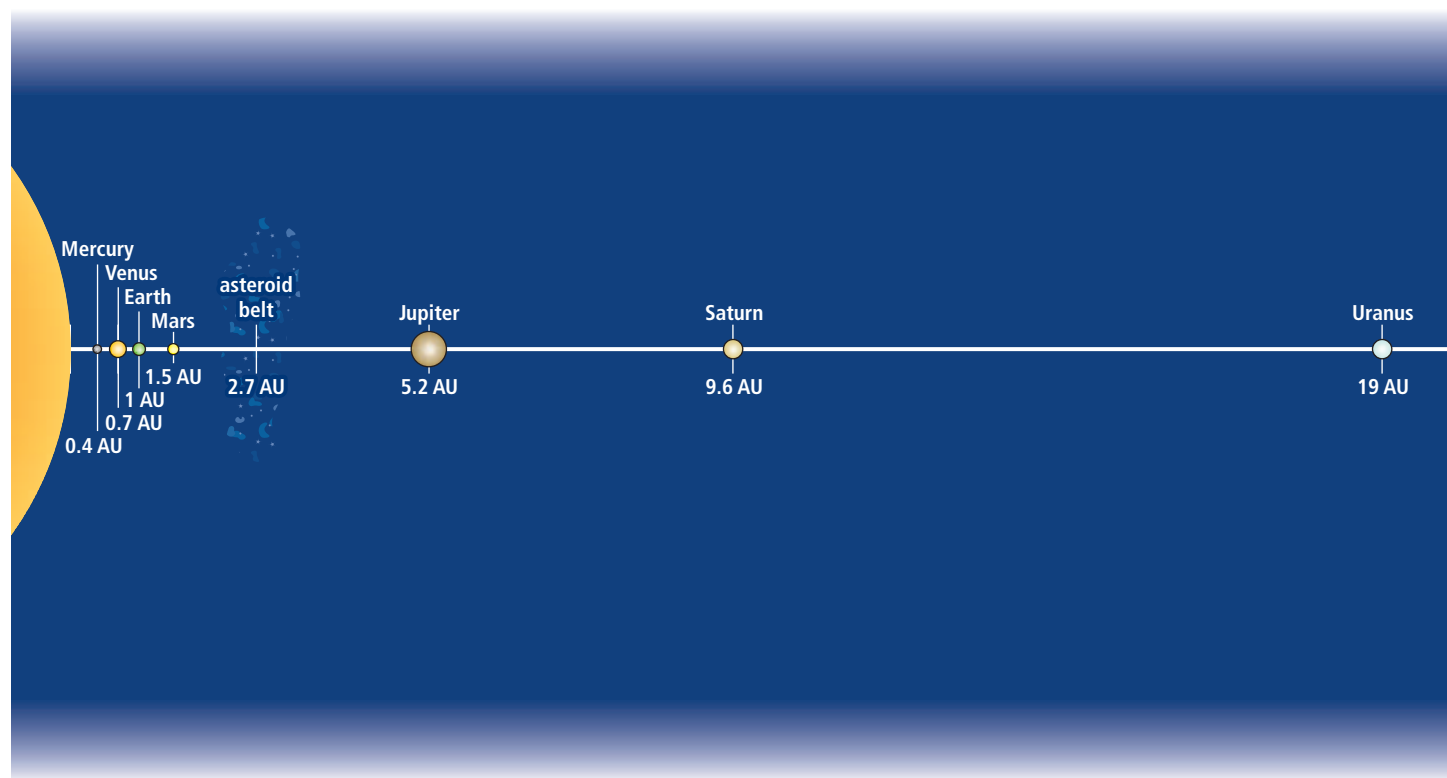 Mercury
Venus
Earth
Mars
asteroid
belt
Jupiter
Saturn
Uranus
0.4 AU
0.7 AU
1 AU
1.5 AU
2.7 AU
5.2 AU
9.6 AU
19 AU